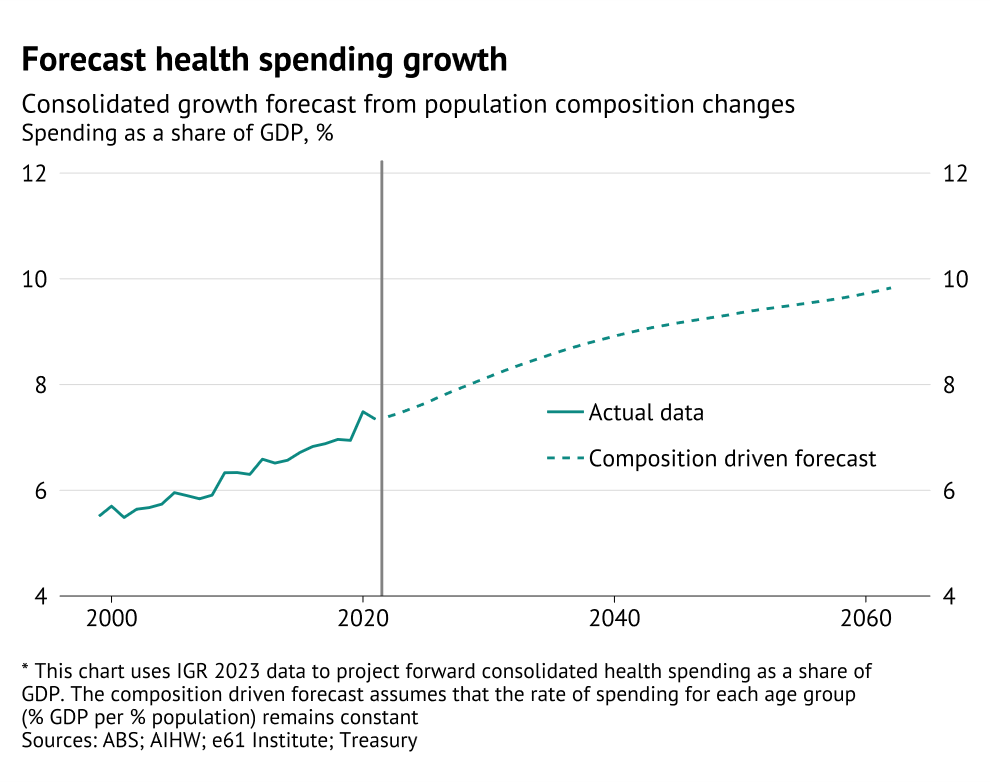 Forecast health spending growth
Consolidated growth forecast from population composition changes
Spending as a share of GDP, %
12 12
10 10
8 8
Actual data
Composition driven forecast
6 6
4 4
2000 2020 2040 2060
* This chart uses IGR 2023 data to project forward consolidated health spending as a share of
GDP. The composition driven forecast assumes that the rate of spending for each age group
(% GDP per % population) remains constant
Sources: ABS; AIHW; e61 Institute; Treasury